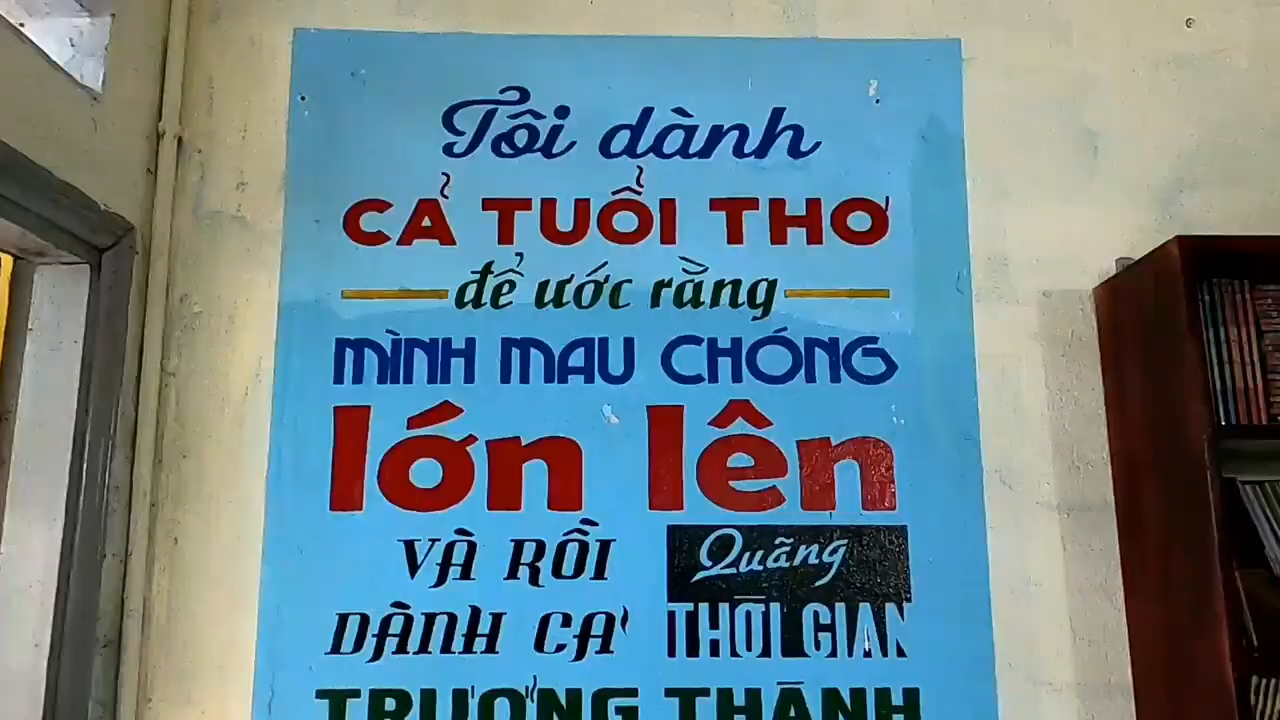 Tôi dành
CẢ TUỔI THƠ
để ước rằng
MÌNH MAU CHÓNG
lớn lên
VÀ RỒI
DÀNH CẢ
Quãng
THỜI GIAN
TRƯỞNG THÀNH